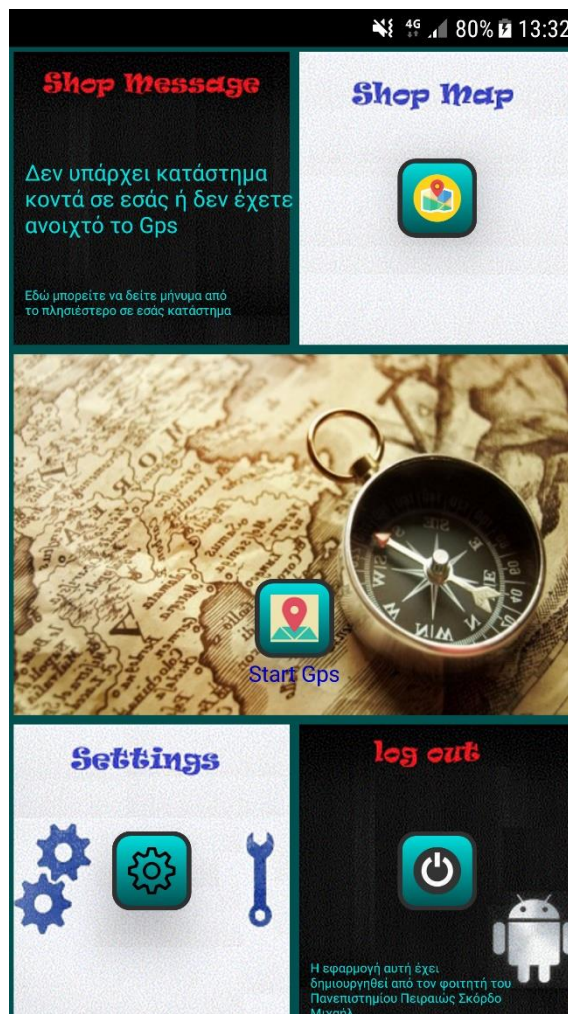 4G 80% 13:32
Shop Message
Δεν υπάρχει κατάστημα
κοντά σε εσάς ή δεν έχετε
ανοιχτό το Gps
Εδώ μπορείτε να δείτε μήνυμα από
το πλησιέστερο σε εσάς κατάστημα
Shop Map
Start Gps
Settings
log out
Η εφαρμογή αυτή έχει
δημιουργηθεί από τον φοιτητή του
Πανεπιστημίου Πειραιώς Σκόρδο
Μιχαήλ